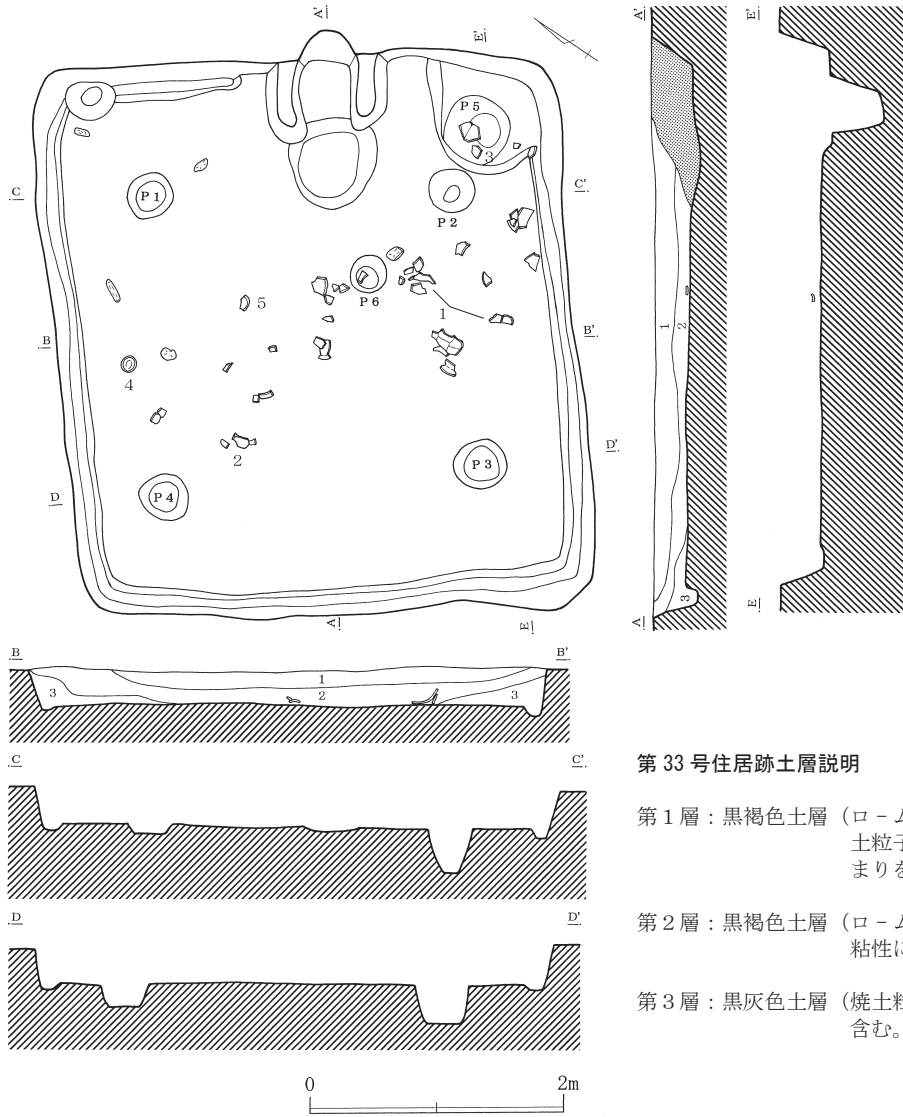 A'
E'
A'
E'
P 5
3
C
P 1
P 2
C'
P 6
5
1
B
B'
4
1
2
2
D
P 4
P 3
D'
3
A
E
A
E
B
B'
1
2
3
3
C
C'
D
D'
0
2m
第 33 号住居跡土層説明
第１層：黒褐色土層（ロ－ム
土粒子
まりを
第２層：黒褐色土層（ロ－ム
粘性に
第３層：黒灰色土層（焼土粒
含む。